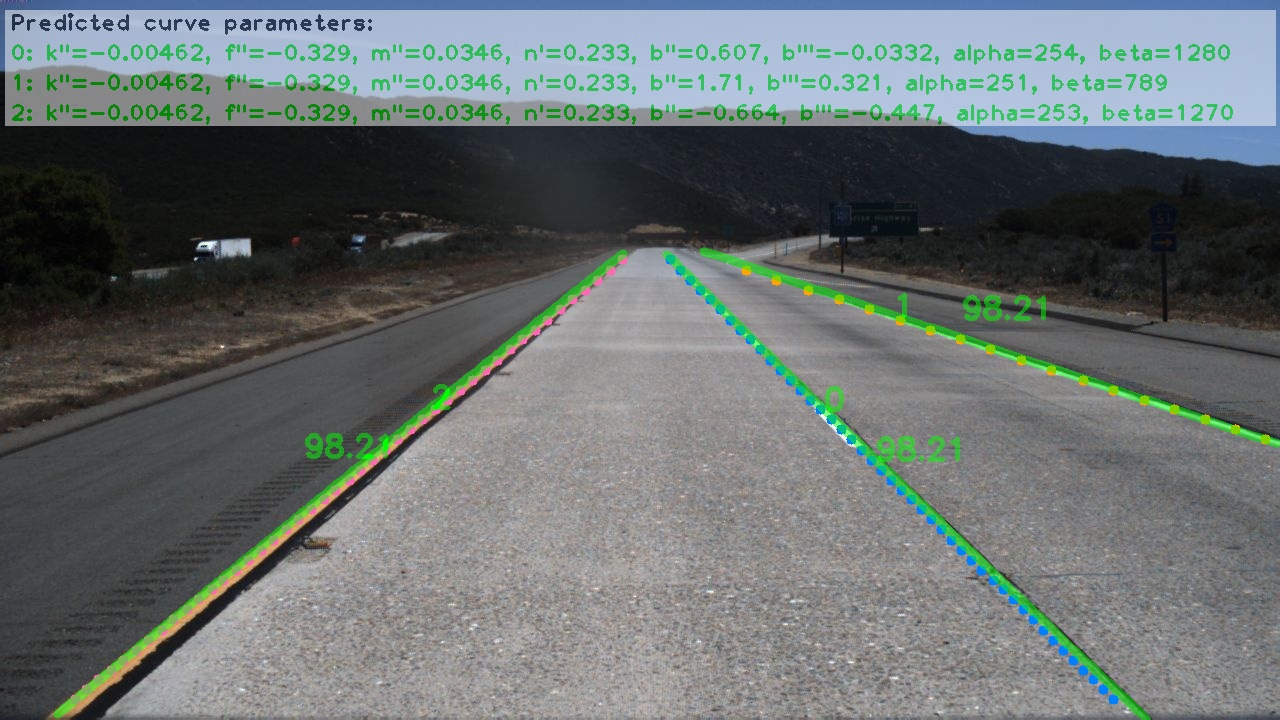 Predicted curve parameters:
0: k''=-0.00462, f''=-0.329, m''=0.0346, n'=0.233, b''=0.607, b'''=-0.0332, alpha=254, beta=1280
1: k''=-0.00462, f''=-0.329, m''=0.0346, n'=0.233, b''=1.71, b'''=0.321, alpha=251, beta=789
2: k''=-0.00462, f''=-0.329, m''=0.0346, n'=0.233, b''=-0.664, b'''=-0.447, alpha=253, beta=1270
Highway
S1
1 98.21
2
0
98.21
98.21